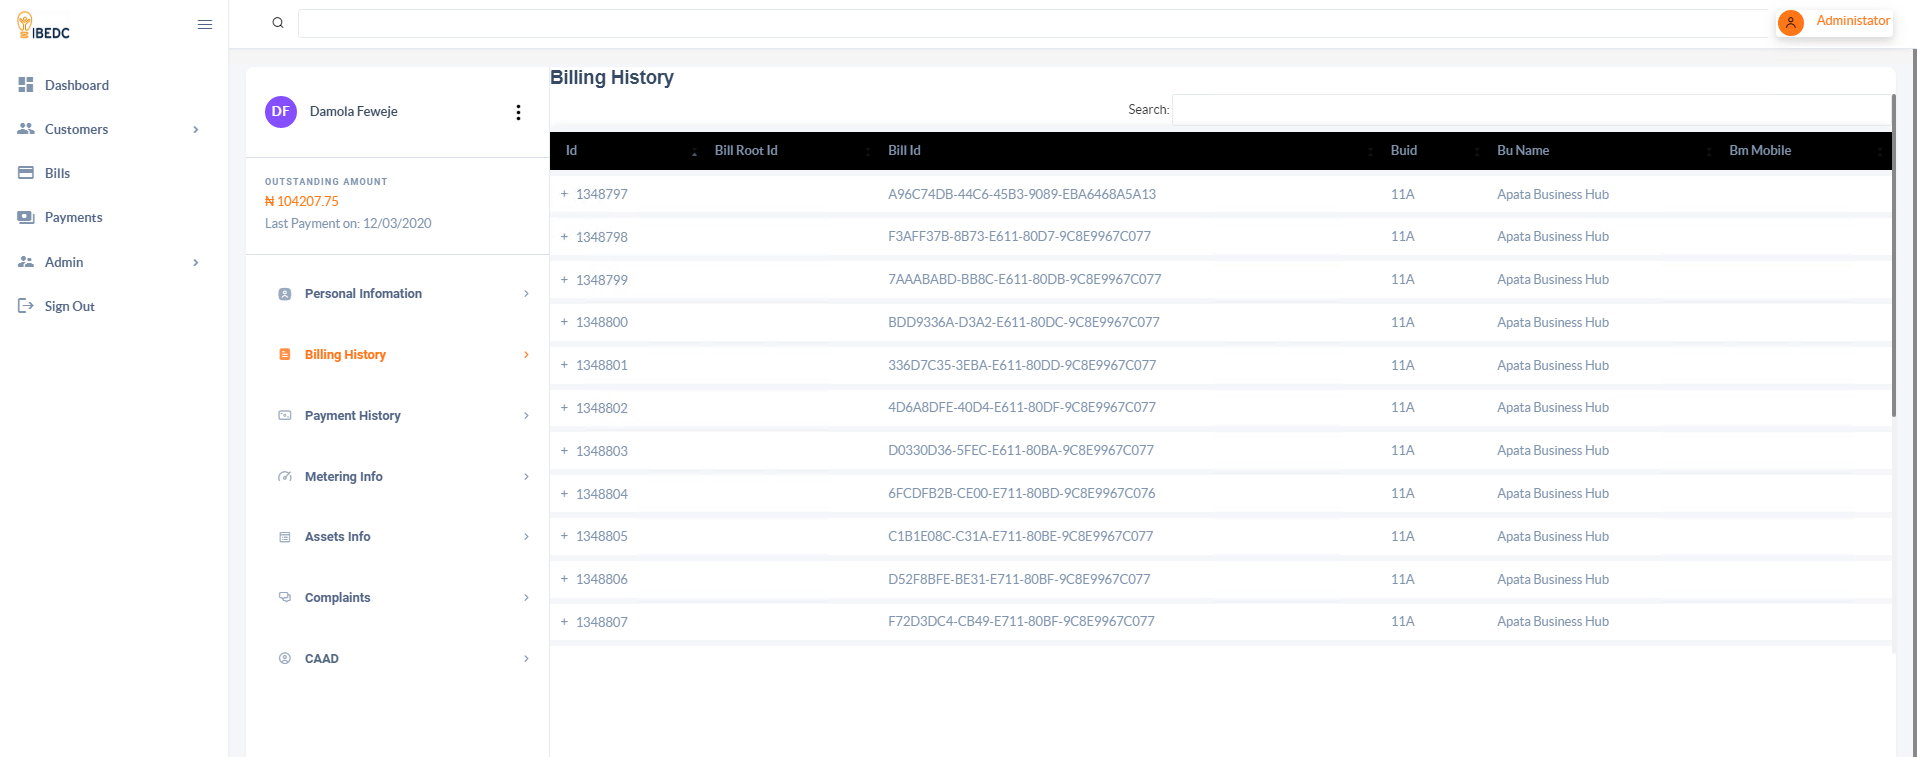 IBEDC
Administator
Dashboard
Customers
Bills
Payments
Admin
Sign Out
DF Damola Feweje
OUTSTANDING AMOUNT
₦ 104207.75
Last Payment on: 12/03/2020
Personal Infomation
Billing History
Payment History
Metering Info
Assets Info
Complaints
CAAD
Billing History
Search:
Id Bill Root Id Bill Id Buid Bu Name Bm Mobile
+ 1348797 A96C74DB-44C6-45B3-9089-EBA6468A5A13 11A Apata Business Hub
+ 1348798 F3AFF37B-8B73-E611-80D7-9C8E9967C077 11A Apata Business Hub
+ 1348799 7AAABABD-BB8C-E611-80DB-9C8E9967C077 11A Apata Business Hub
+ 1348800 BDD9336A-D3A2-E611-80DC-9C8E9967C077 11A Apata Business Hub
+ 1348801 336D7C35-3EBA-E611-80DD-9C8E9967C077 11A Apata Business Hub
+ 1348802 4D6A8DFE-40D4-E611-80DF-9C8E9967C077 11A Apata Business Hub
+ 1348803 D0330D36-5FEC-E611-80BA-9C8E9967C077 11A Apata Business Hub
+ 1348804 6FCDFB2B-CE00-E711-80BD-9C8E9967C076 11A Apata Business Hub
+ 1348805 C1B1E08C-C31A-E711-80BE-9C8E9967C077 11A Apata Business Hub
+ 1348806 D52F8BFE-BE31-E711-80BF-9C8E9967C077 11A Apata Business Hub
+ 1348807 F72D3DC4-CB49-E711-80BF-9C8E9967C077 11A Apata Business Hub